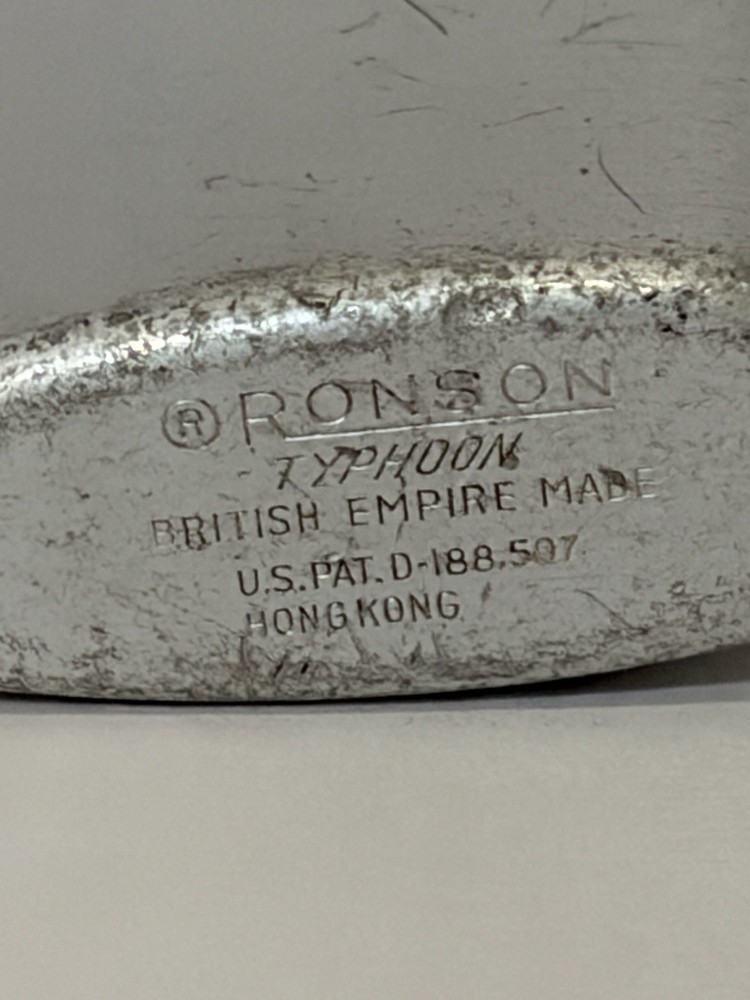 ® RONSON
TYPHOON
BRITISH EMPIRE MADE
U.S. PAT. D-188,507
HONG KONG